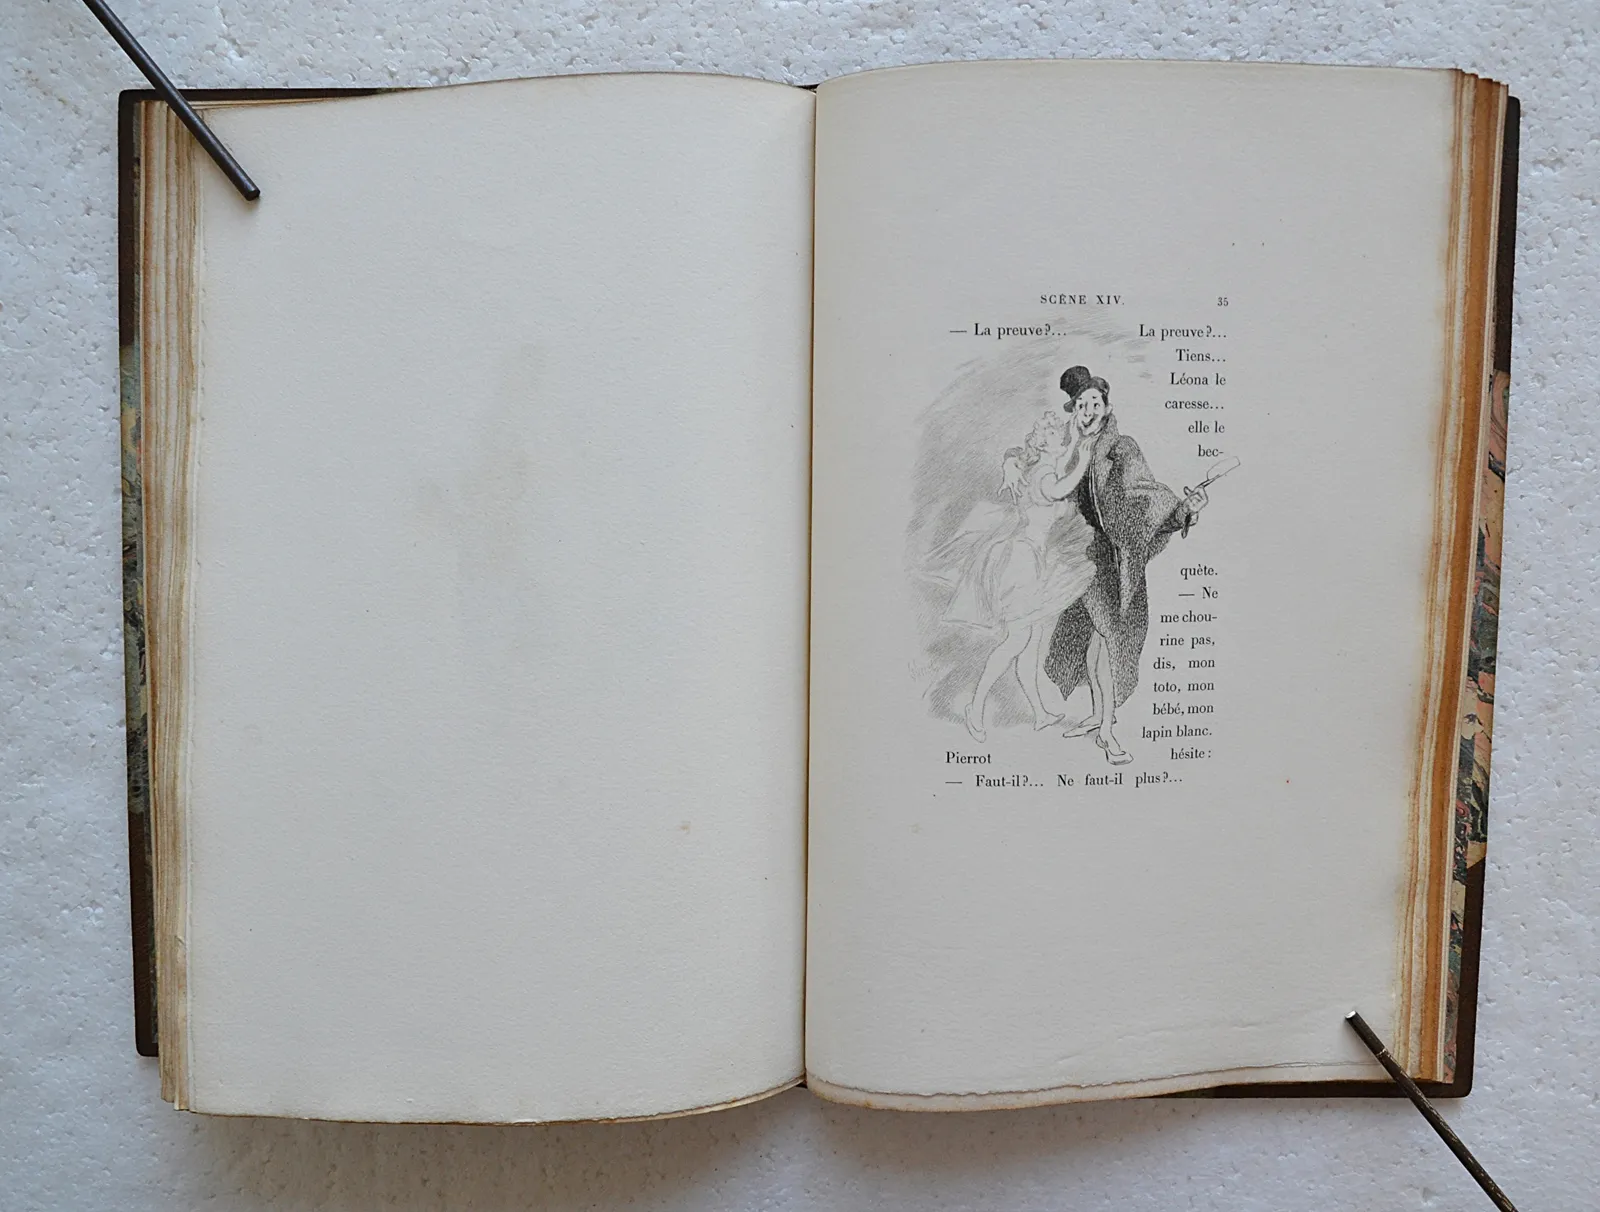 SCÈNE XIV. 35
— La preuve?... La preuve?...
Tiens...
Léona le
caresse...
elle le
bec-
quète.
— Ne
me chou-
rine pas,
dis, mon
toto, mon
bébé, mon
lapin blanc.
Pierrot hésite :
— Faut-il?... Ne faut-il plus?...